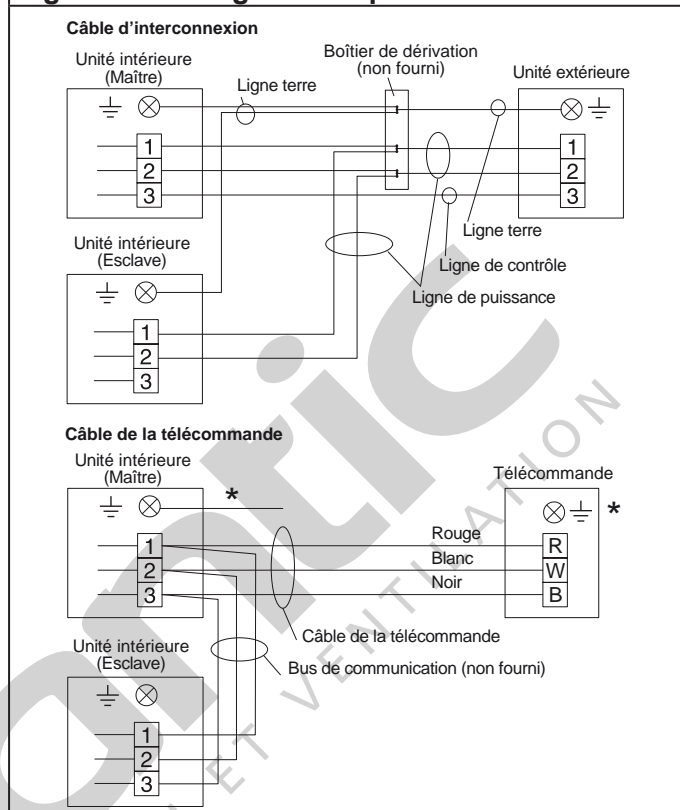 Câble d'interconnexion
Unité intérieure
(Maître)
Ligne terre
Boîtier de dérivation
(non fourni)
Unité extérieure
1
2
3
1
2
3
Ligne terre
Ligne de contrôle
Ligne de puissance
Unité intérieure
(Esclave)
1
2
3
Câble de la télécommande
Unité intérieure
(Maître)
*
Télécommande
*
1
2
3
Rouge
Blanc
Noir
R
W
B
Câble de la télécommande
Bus de communication (non fourni)
Unité intérieure
(Esclave)
1
2
3
ntic
ET VENTILATION